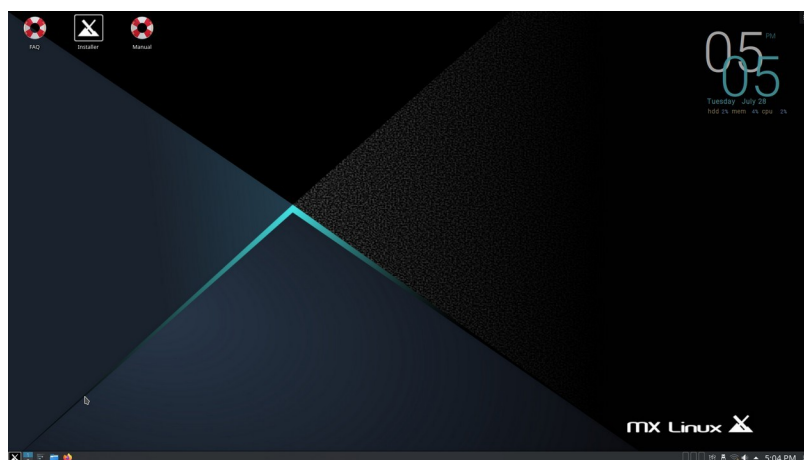 FAQ
Installer
Manual
05 PM
05
Tuesday July 28
hdd 2% mem 4% cpu 2%
MX Linux
5:04 PM